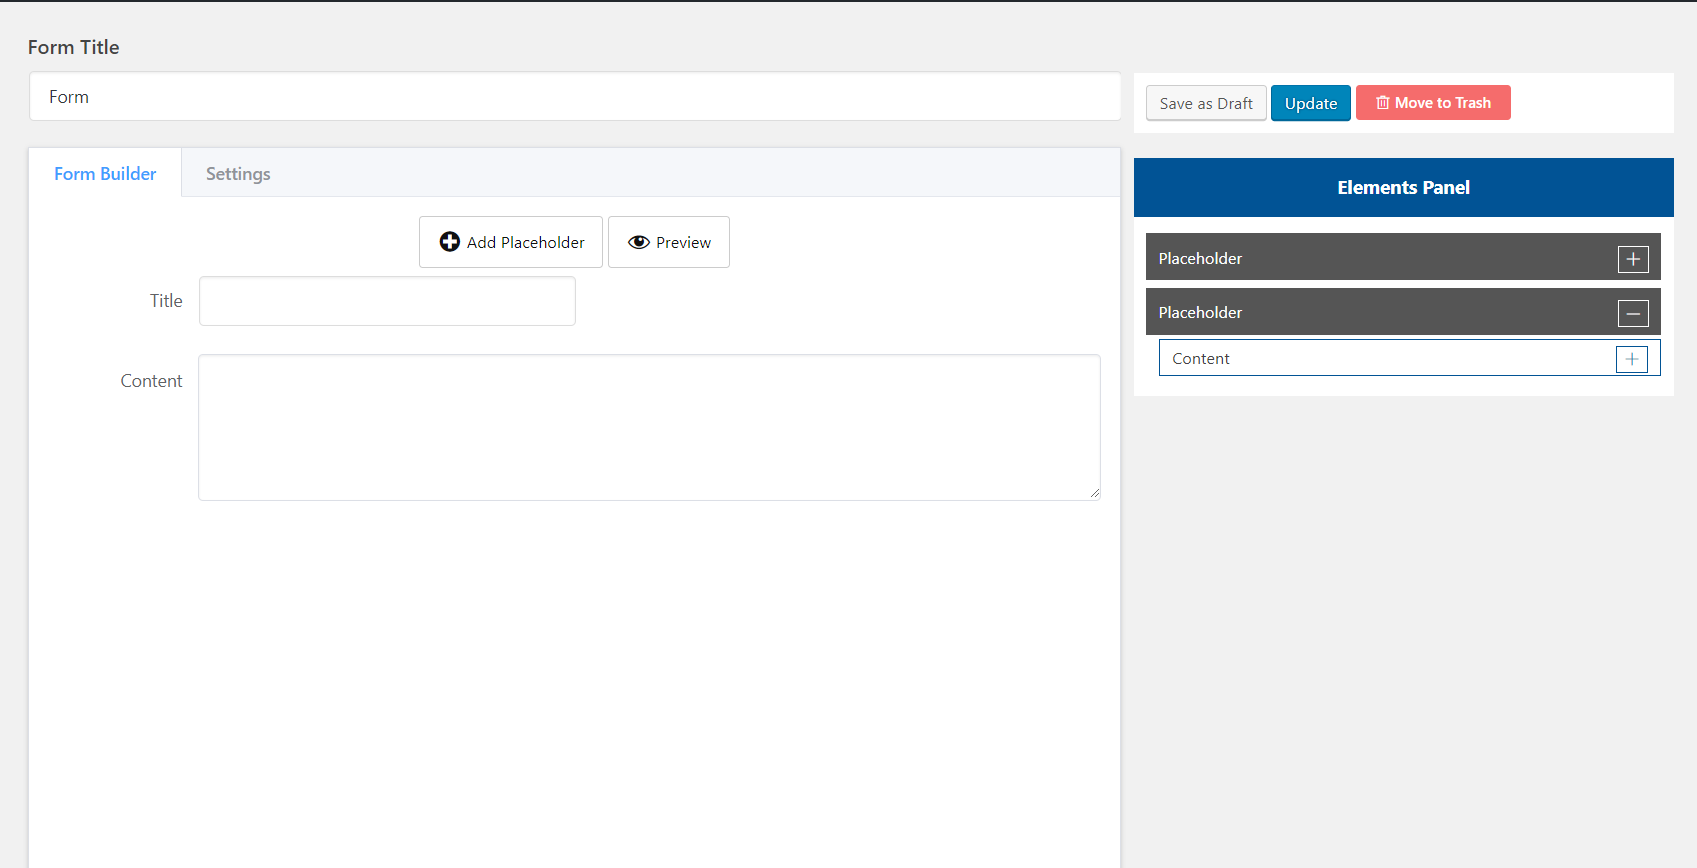 Form Title
Form
Save as Draft
Update
Move to Trash
Form Builder
Settings
Elements Panel
Add Placeholder
Preview
Placeholder
Title
Placeholder
Content
Content